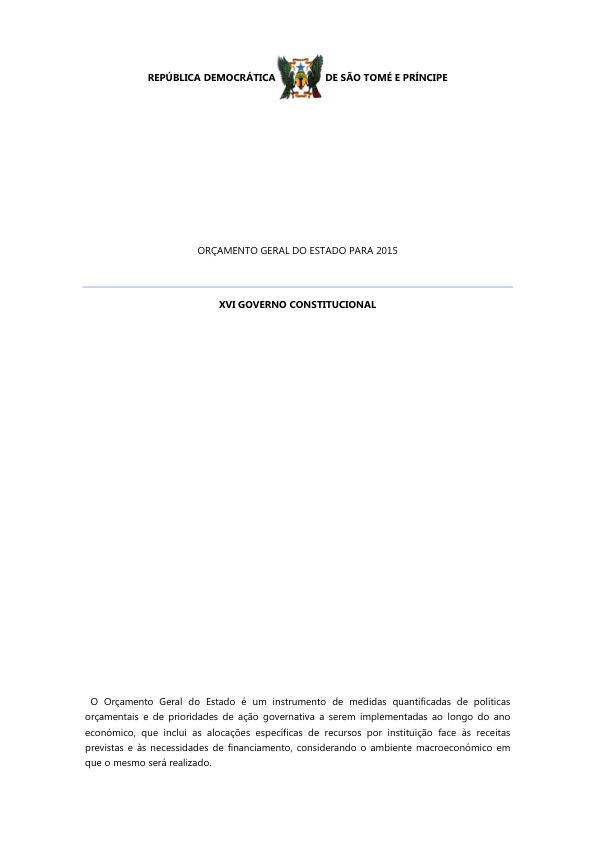 REPÚBLICA DEMOCRÁTICA DE SÃO TOMÉ E PRÍNCIPE
ORÇAMENTO GERAL DO ESTADO PARA 2015
XVI GOVERNO CONSTITUCIONAL
O Orçamento Geral do Estado é um instrumento de medidas quantificadas de políticas
orçamentais e de prioridades de ação governativa a serem implementadas ao longo do ano
económico, que inclui as alocações específicas de recursos por instituição face às receitas
previstas e às necessidades de financiamento, considerando o ambiente macroeconómico em
que o mesmo será realizado.